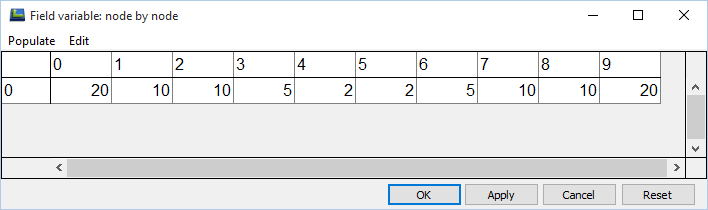 Field variable: node by node
Populate Edit
0 1 2 3 4 5 6 7 8 9
0 20 10 10 5 2 2 5 10 10 20
OK Apply Cancel Reset